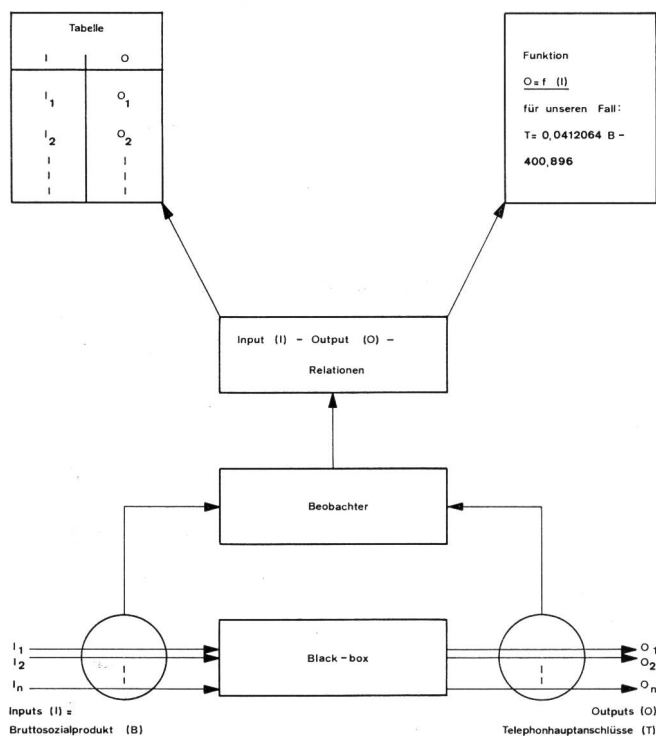 Tabelle
I O
I1 O1
I2 O2
Funktion
O=f (I)
für unseren Fall:
T= 0,0412064 B –
400,896
Input (I) – Output (O) –
Relationen
Beobachter
Black-box
I1
I2
In
O1
O2
On
Inputs (I) =
Bruttosozialprodukt (B)
Outputs (O)
Telephonhauptanschlüsse (T)